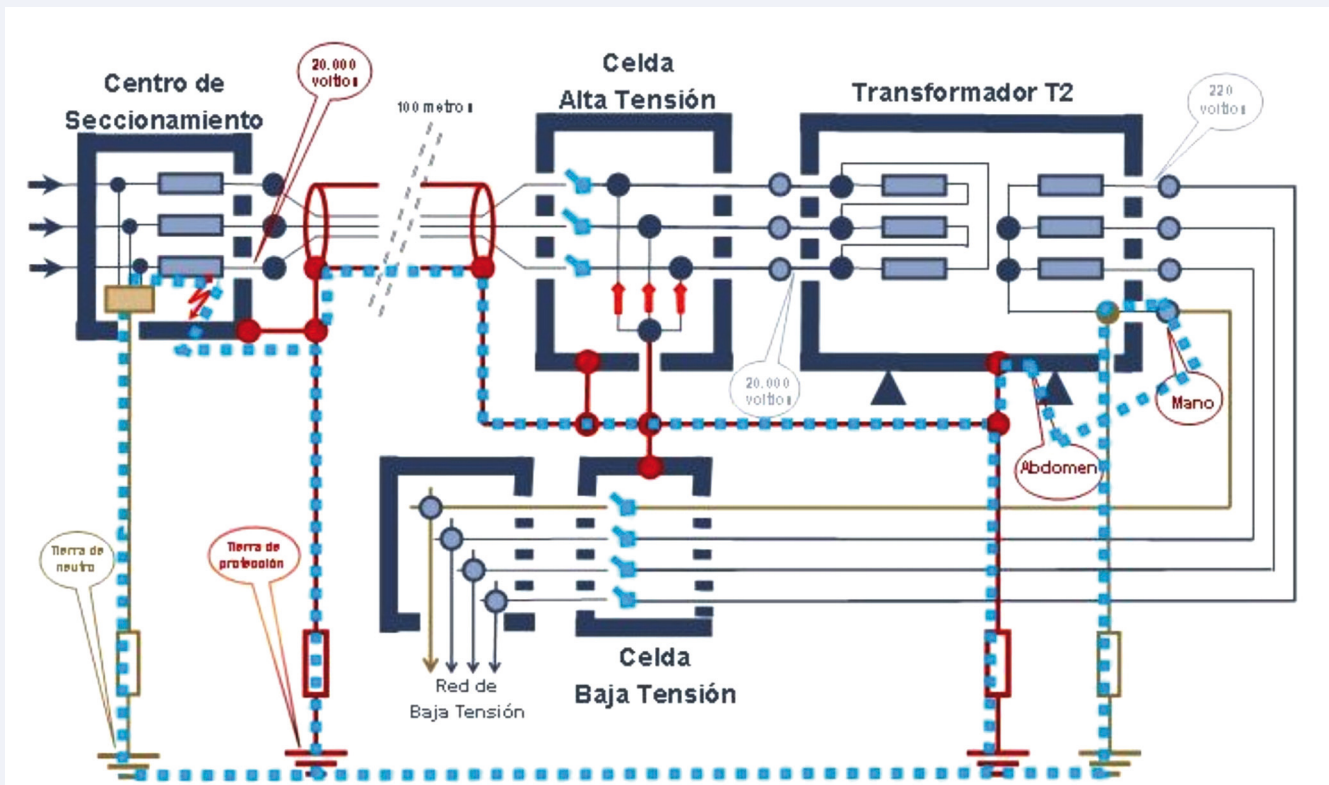 Centro de
Seccionamiento
20.000
voltios
100 metros
Celda
Alta Tensión
Transformador T2
220
voltios
20.000
voltios
Mano
Abdomen
Tierra de
neutro
Tierra de
protección
Red de
Baja Tensión
Celda
Baja Tensión